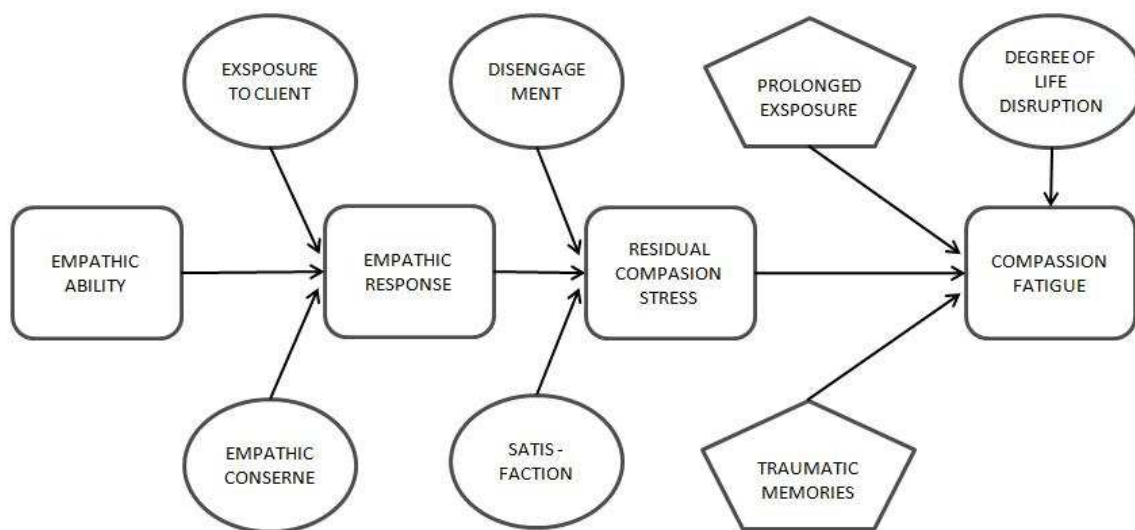 EXSPOSURE
TO CLIENT
DISENGAGE
MENT
PROLONGED
EXSPOSURE
DEGREE OF
LIFE
DISRUPTION
EMPATHIC
ABILITY
EMPATHIC
RESPONSE
RESIDUAL
COMPASION
STRESS
COMPASSION
FATIGUE
EMPATHIC
CONSERNE
SATIS -
FACTION
TRAUMATIC
MEMORIES